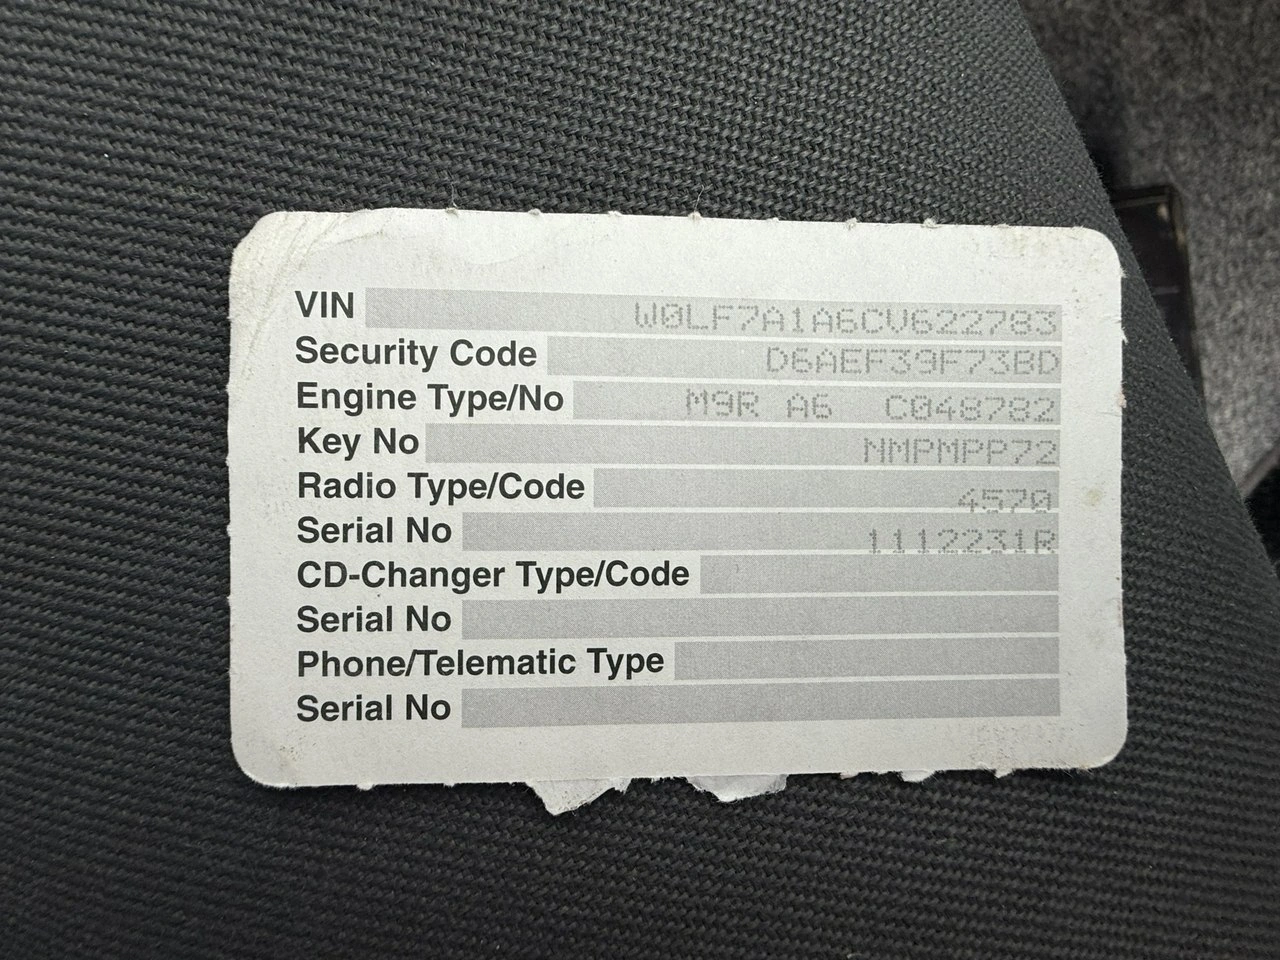 VIN W0LF7A1A6CV622783
Security Code D6AEF39F73BD
Engine Type/No M9R A6 C048782
Key No NMPMPP72
Radio Type/Code 4570
Serial No 1112231R
CD-Changer Type/Code
Serial No
Phone/Telematic Type
Serial No